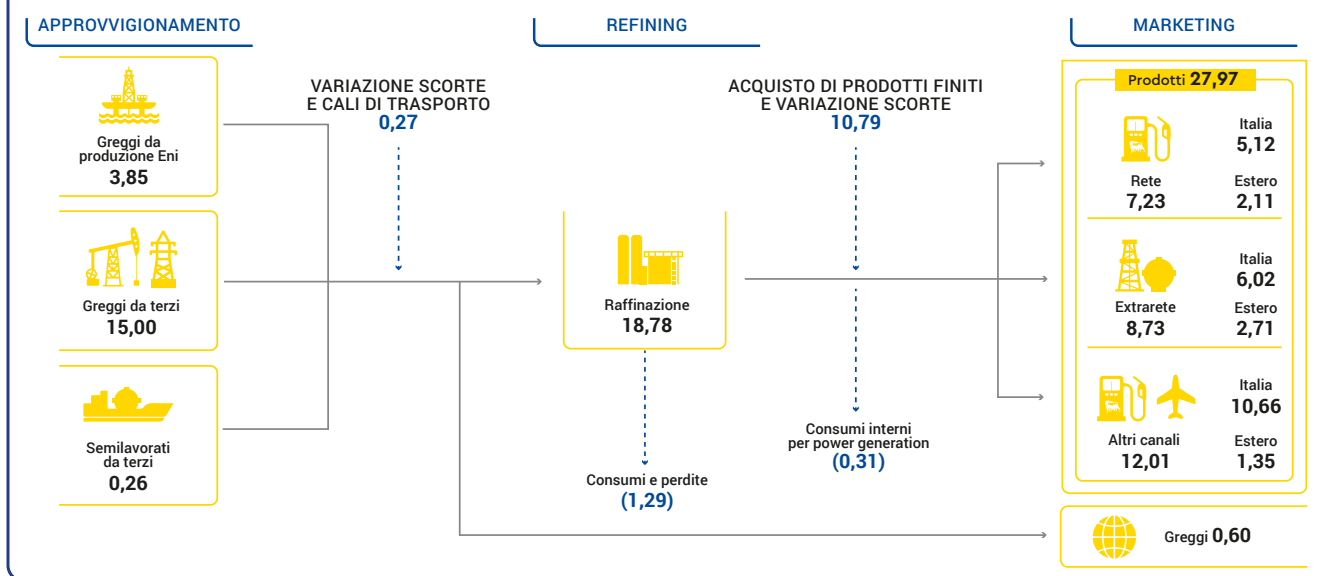 APPROVVIGIONAMENTO
REFINING
MARKETING
Greggi da
produzione Eni
3,85
Greggi da terzi
15,00
Semilavorati
da terzi
0,26
VARIAZIONE SCORTE
E CALI DI TRASPORTO
0,27
Raffinazione
18,78
Consumi e perdite
(1,29)
ACQUISTO DI PRODOTTI FINITI
E VARIAZIONE SCORTE
10,79
Consumi interni
per power generation
(0,31)
Prodotti 27,97
Rete
7,23
Italia
5,12
Estero
2,11
Extrarete
8,73
Italia
6,02
Estero
2,71
Altri canali
12,01
Italia
10,66
Estero
1,35
Greggi 0,60